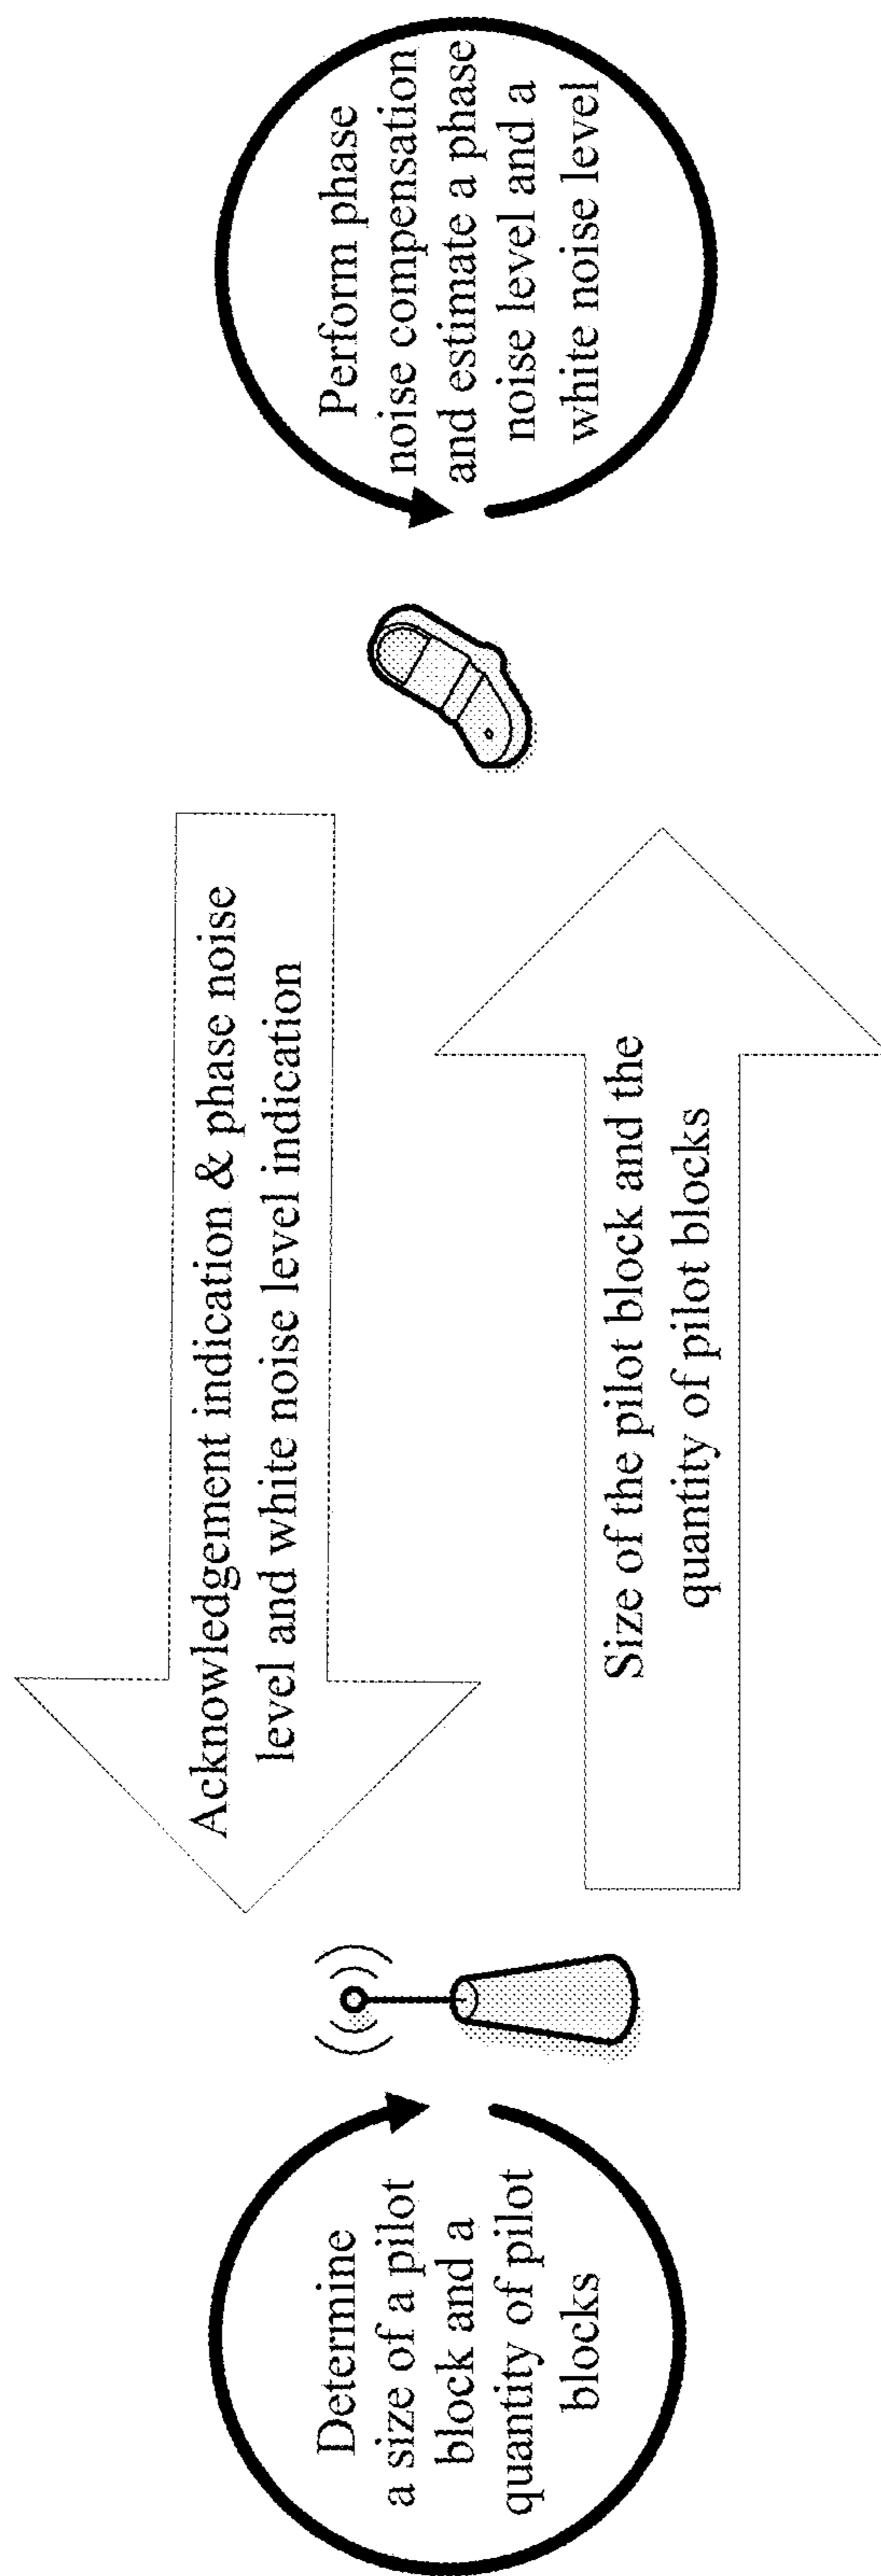 Determine
a size of a pilot
block and a
quantity of pilot
blocks
Acknowledgement indication & phase noise
level and white noise level indication
Size of the pilot block and the
quantity of pilot blocks
Perform phase
noise compensation
and estimate a phase
noise level and a
white noise level